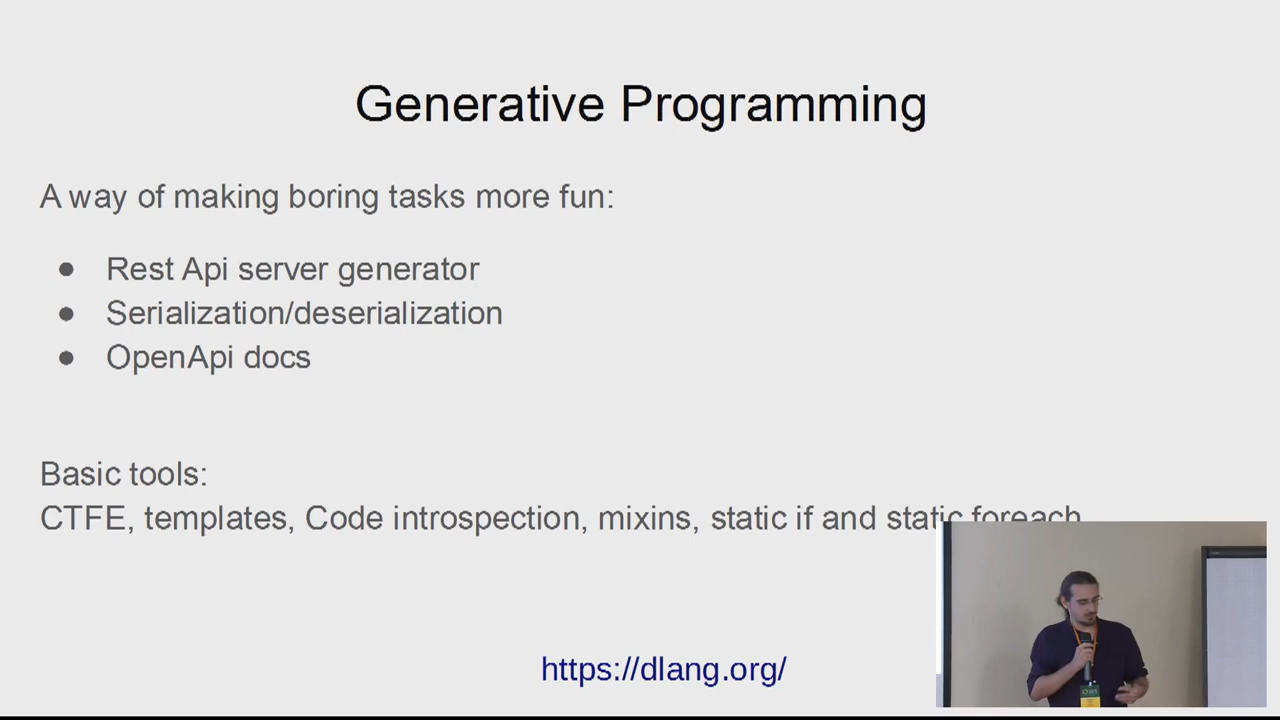 Generative Programming
A way of making boring tasks more fun:
● Rest Api server generator
● Serialization/deserialization
● OpenApi docs
Basic tools:
CTFE, templates, Code introspection, mixins, static if and static foreach
https://dlang.org/